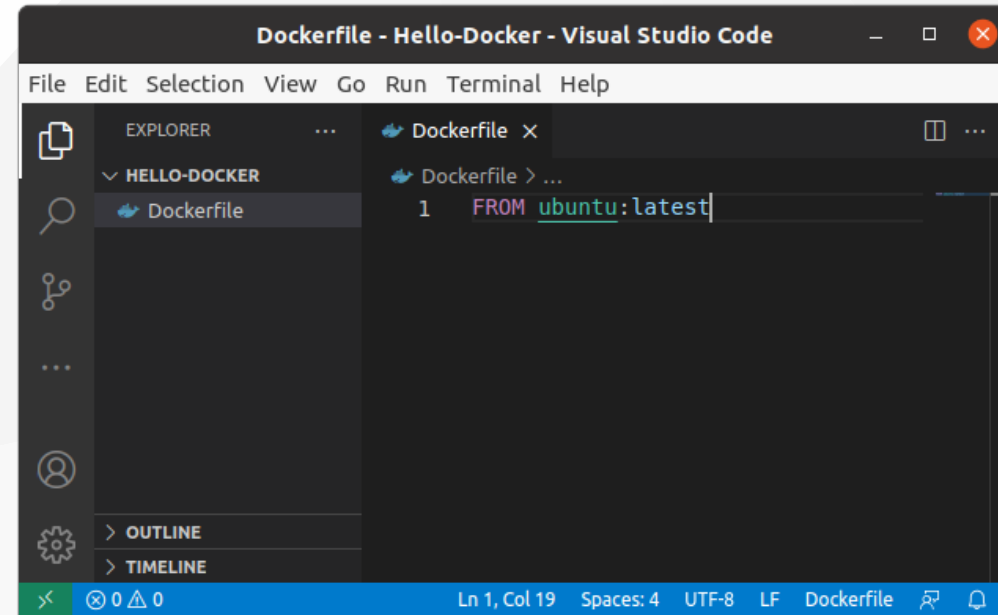 Dockerfile - Hello-Docker - Visual Studio Code
File Edit Selection View Go Run Terminal Help
EXPLORER
HELLO-DOCKER
Dockerfile
OUTLINE
TIMELINE
Dockerfile
Dockerfile > ...
1 FROM ubuntu:latest
0 0 Ln 1, Col 19 Spaces: 4 UTF-8 LF Dockerfile